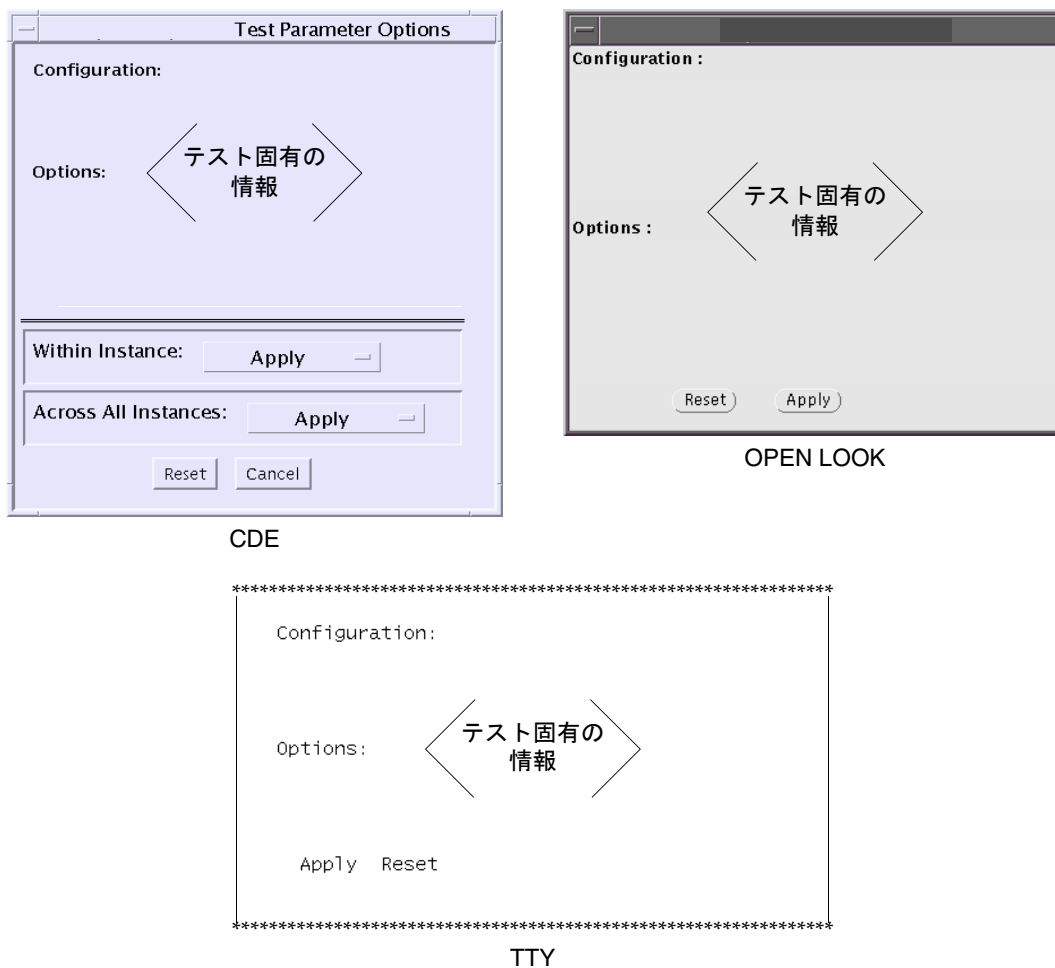 Test Parameter Options
Configuration:
Options:
テスト固有の
情報
Within Instance: Apply
Across All Instances: Apply
Reset Cancel
CDE
Configuration :
Options :
テスト固有の
情報
Reset Apply
OPEN LOOK
****************************************************************
Configuration:
Options:
テスト固有の
情報
Apply Reset
****************************************************************
TTY